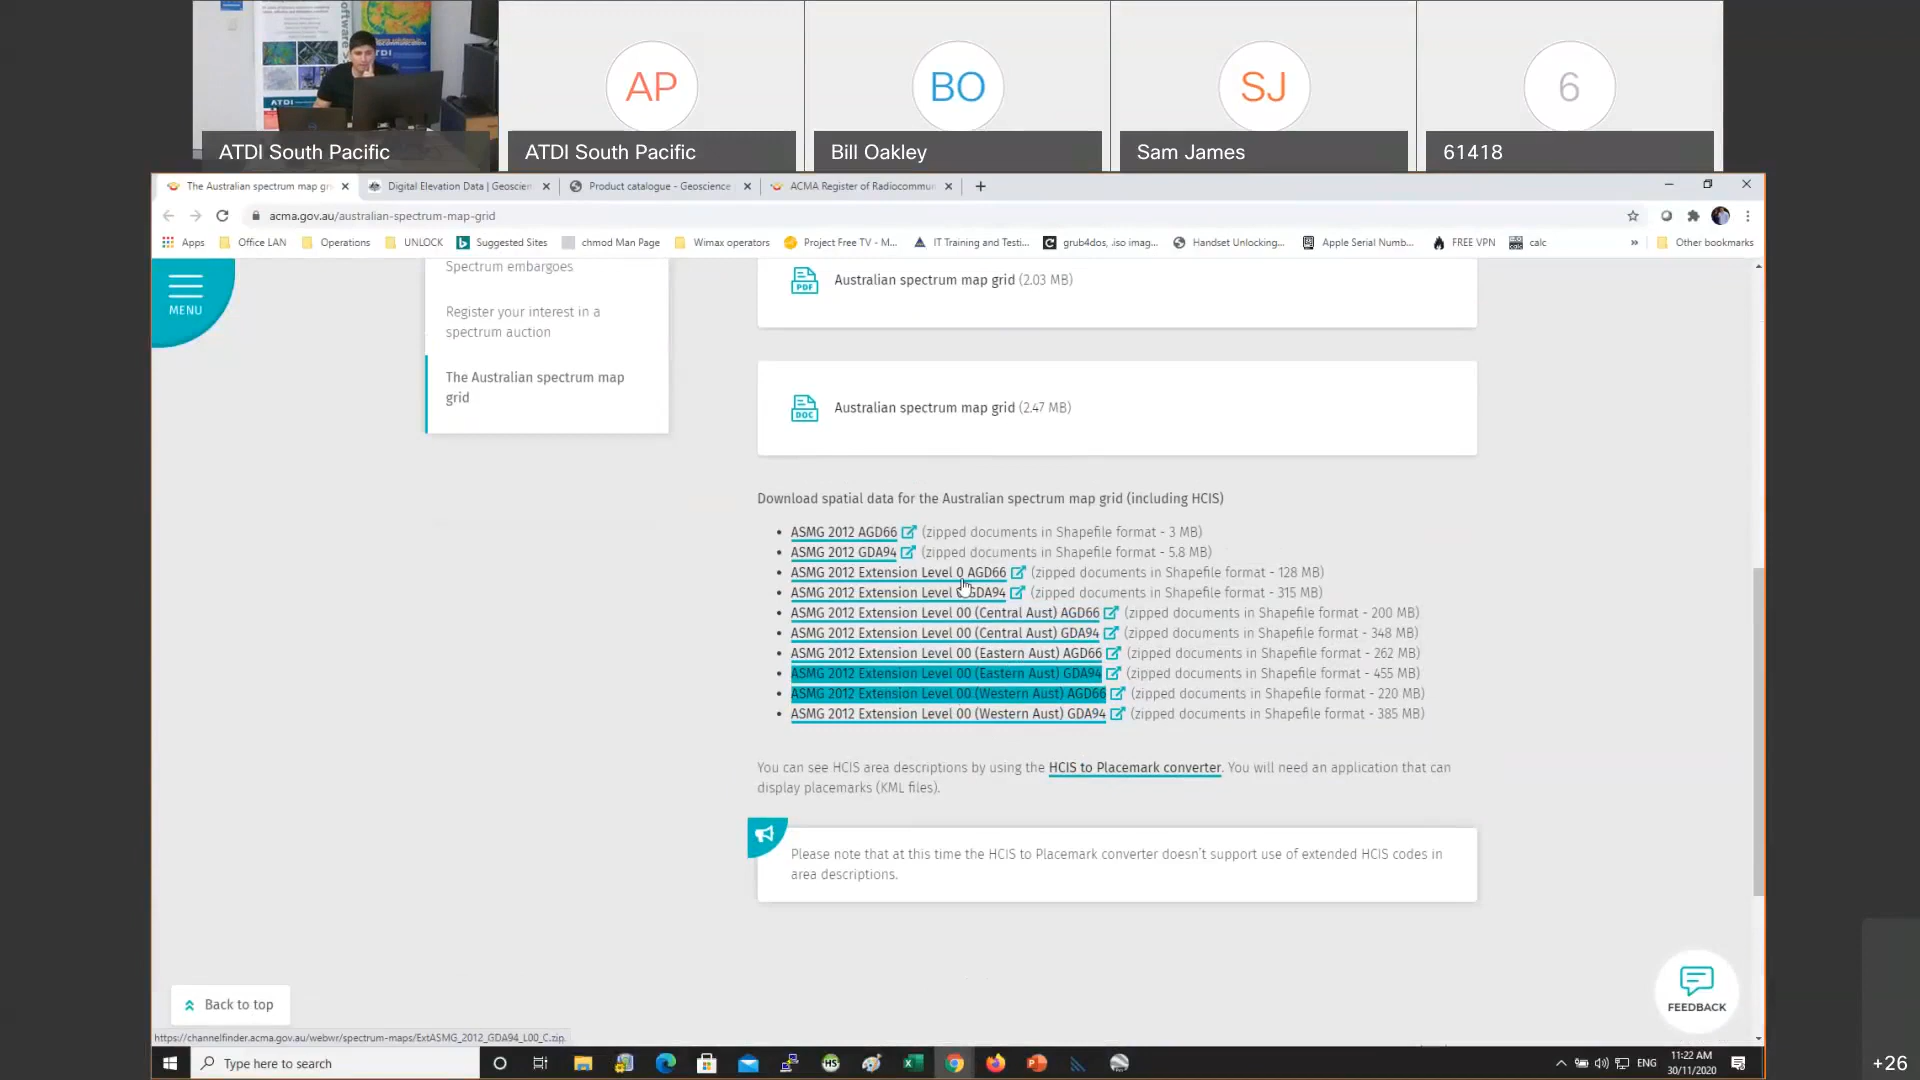 software
ATDI
ATDI
AP
BO
SJ
6
ATDI South Pacific
ATDI South Pacific
Bill Oakley
Sam James
61418
The Australian spectrum map gr
Digital Elevation Data | Geoscien
Product catalogue - Geoscience
ACMA Register of Radiocommu
acma.gov.au/australian-spectrum-map-grid
Apps
Office LAN
Operations
UNLOCK
Suggested Sites
chmod Man Page
Wimax operators
Project Free TV - M...
IT Training and Testi...
grub4dos, .iso imag...
Handset Unlocking...
Apple Serial Numb...
FREE VPN
calc
»
Other bookmarks
MENU
Spectrum embargoes
Register your interest in a
spectrum auction
The Australian spectrum map
grid
PDF
Australian spectrum map grid (2.03 MB)
DOC
Australian spectrum map grid (2.47 MB)
Download spatial data for the Australian spectrum map grid (including HCIS)
• ASMG 2012 AGD66 (zipped documents in Shapefile format - 3 MB)
• ASMG 2012 GDA94 (zipped documents in Shapefile format - 5.8 MB)
• ASMG 2012 Extension Level 0 AGD66 (zipped documents in Shapefile format - 128 MB)
• ASMG 2012 Extension Level 0 GDA94 (zipped documents in Shapefile format - 315 MB)
• ASMG 2012 Extension Level 00 (Central Aust) AGD66 (zipped documents in Shapefile format - 200 MB)
• ASMG 2012 Extension Level 00 (Central Aust) GDA94 (zipped documents in Shapefile format - 348 MB)
• ASMG 2012 Extension Level 00 (Eastern Aust) AGD66 (zipped documents in Shapefile format - 262 MB)
• ASMG 2012 Extension Level 00 (Eastern Aust) GDA94 (zipped documents in Shapefile format - 455 MB)
• ASMG 2012 Extension Level 00 (Western Aust) AGD66 (zipped documents in Shapefile format - 220 MB)
• ASMG 2012 Extension Level 00 (Western Aust) GDA94 (zipped documents in Shapefile format - 385 MB)
You can see HCIS area descriptions by using the HCIS to Placemark converter. You will need an application that can
display placemarks (KML files).
Please note that at this time the HCIS to Placemark converter doesn't support use of extended HCIS codes in
area descriptions.
Back to top
FEEDBACK
https://channelfinder.acma.gov.au/webwr/spectrum-maps/ExtASMG_2012_GDA94_L00_C.zip
Type here to search
HS
ENG
11:22 AM
30/11/2020
+26